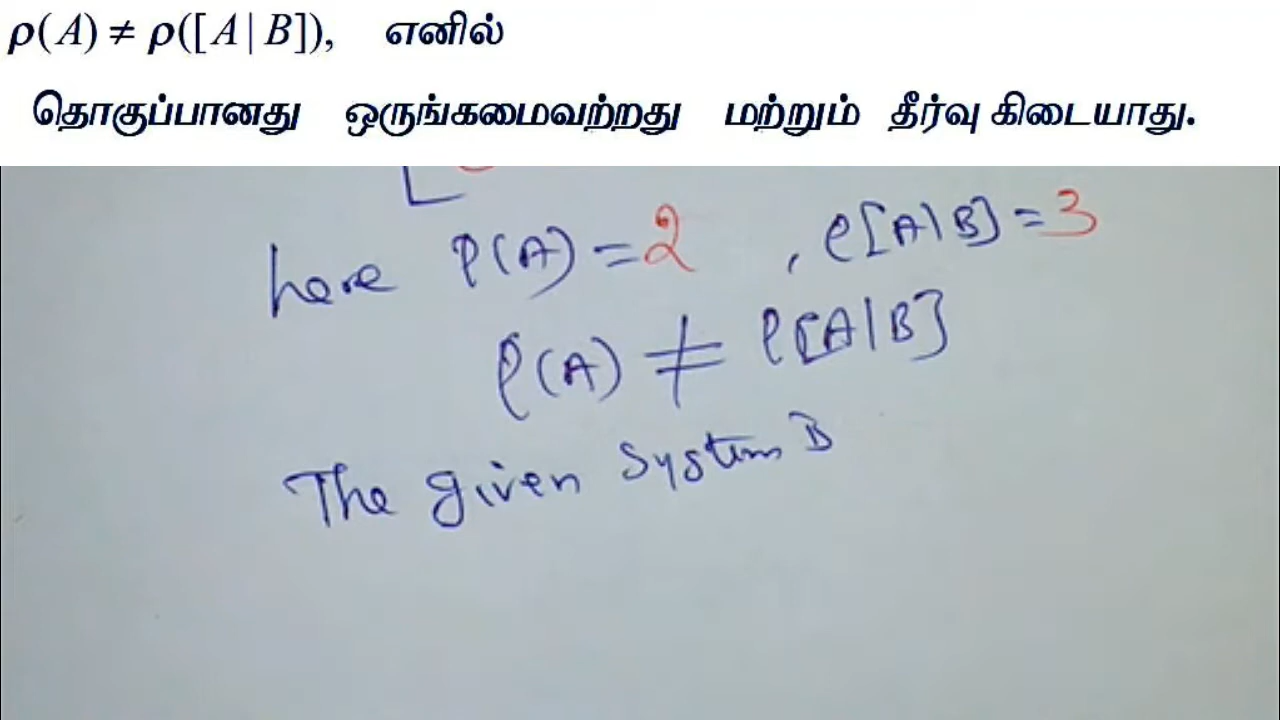 ρ(A) ≠ ρ([A|B]), எனில்
தொகுப்பானது ஒருங்கமைவற்றது மற்றும் தீர்வு கிடையாது.
here ρ(A) = 2 , ρ[A|B] = 3
ρ(A) ≠ ρ[A|B]
The given system is